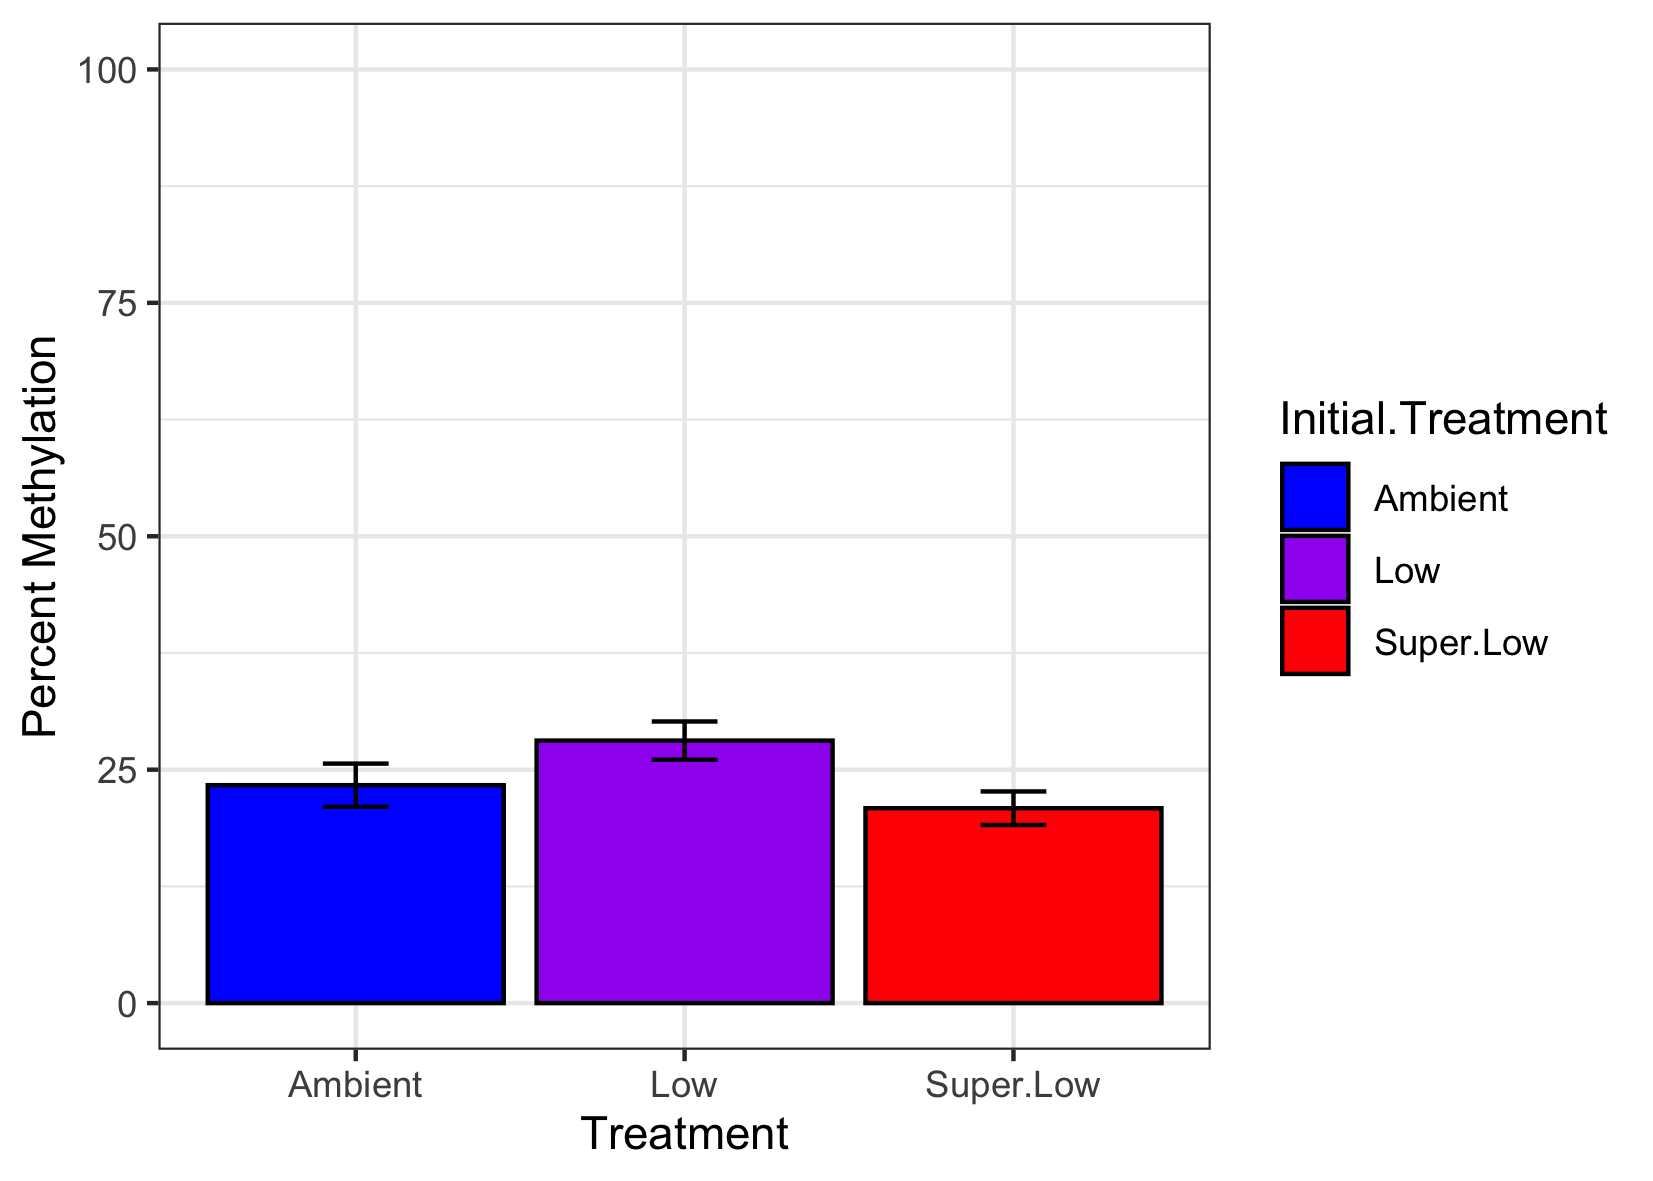 100
75
50
25
0
Percent Methylation
Ambient
Low
Super.Low
Treatment
Initial.Treatment
Ambient
Low
Super.Low